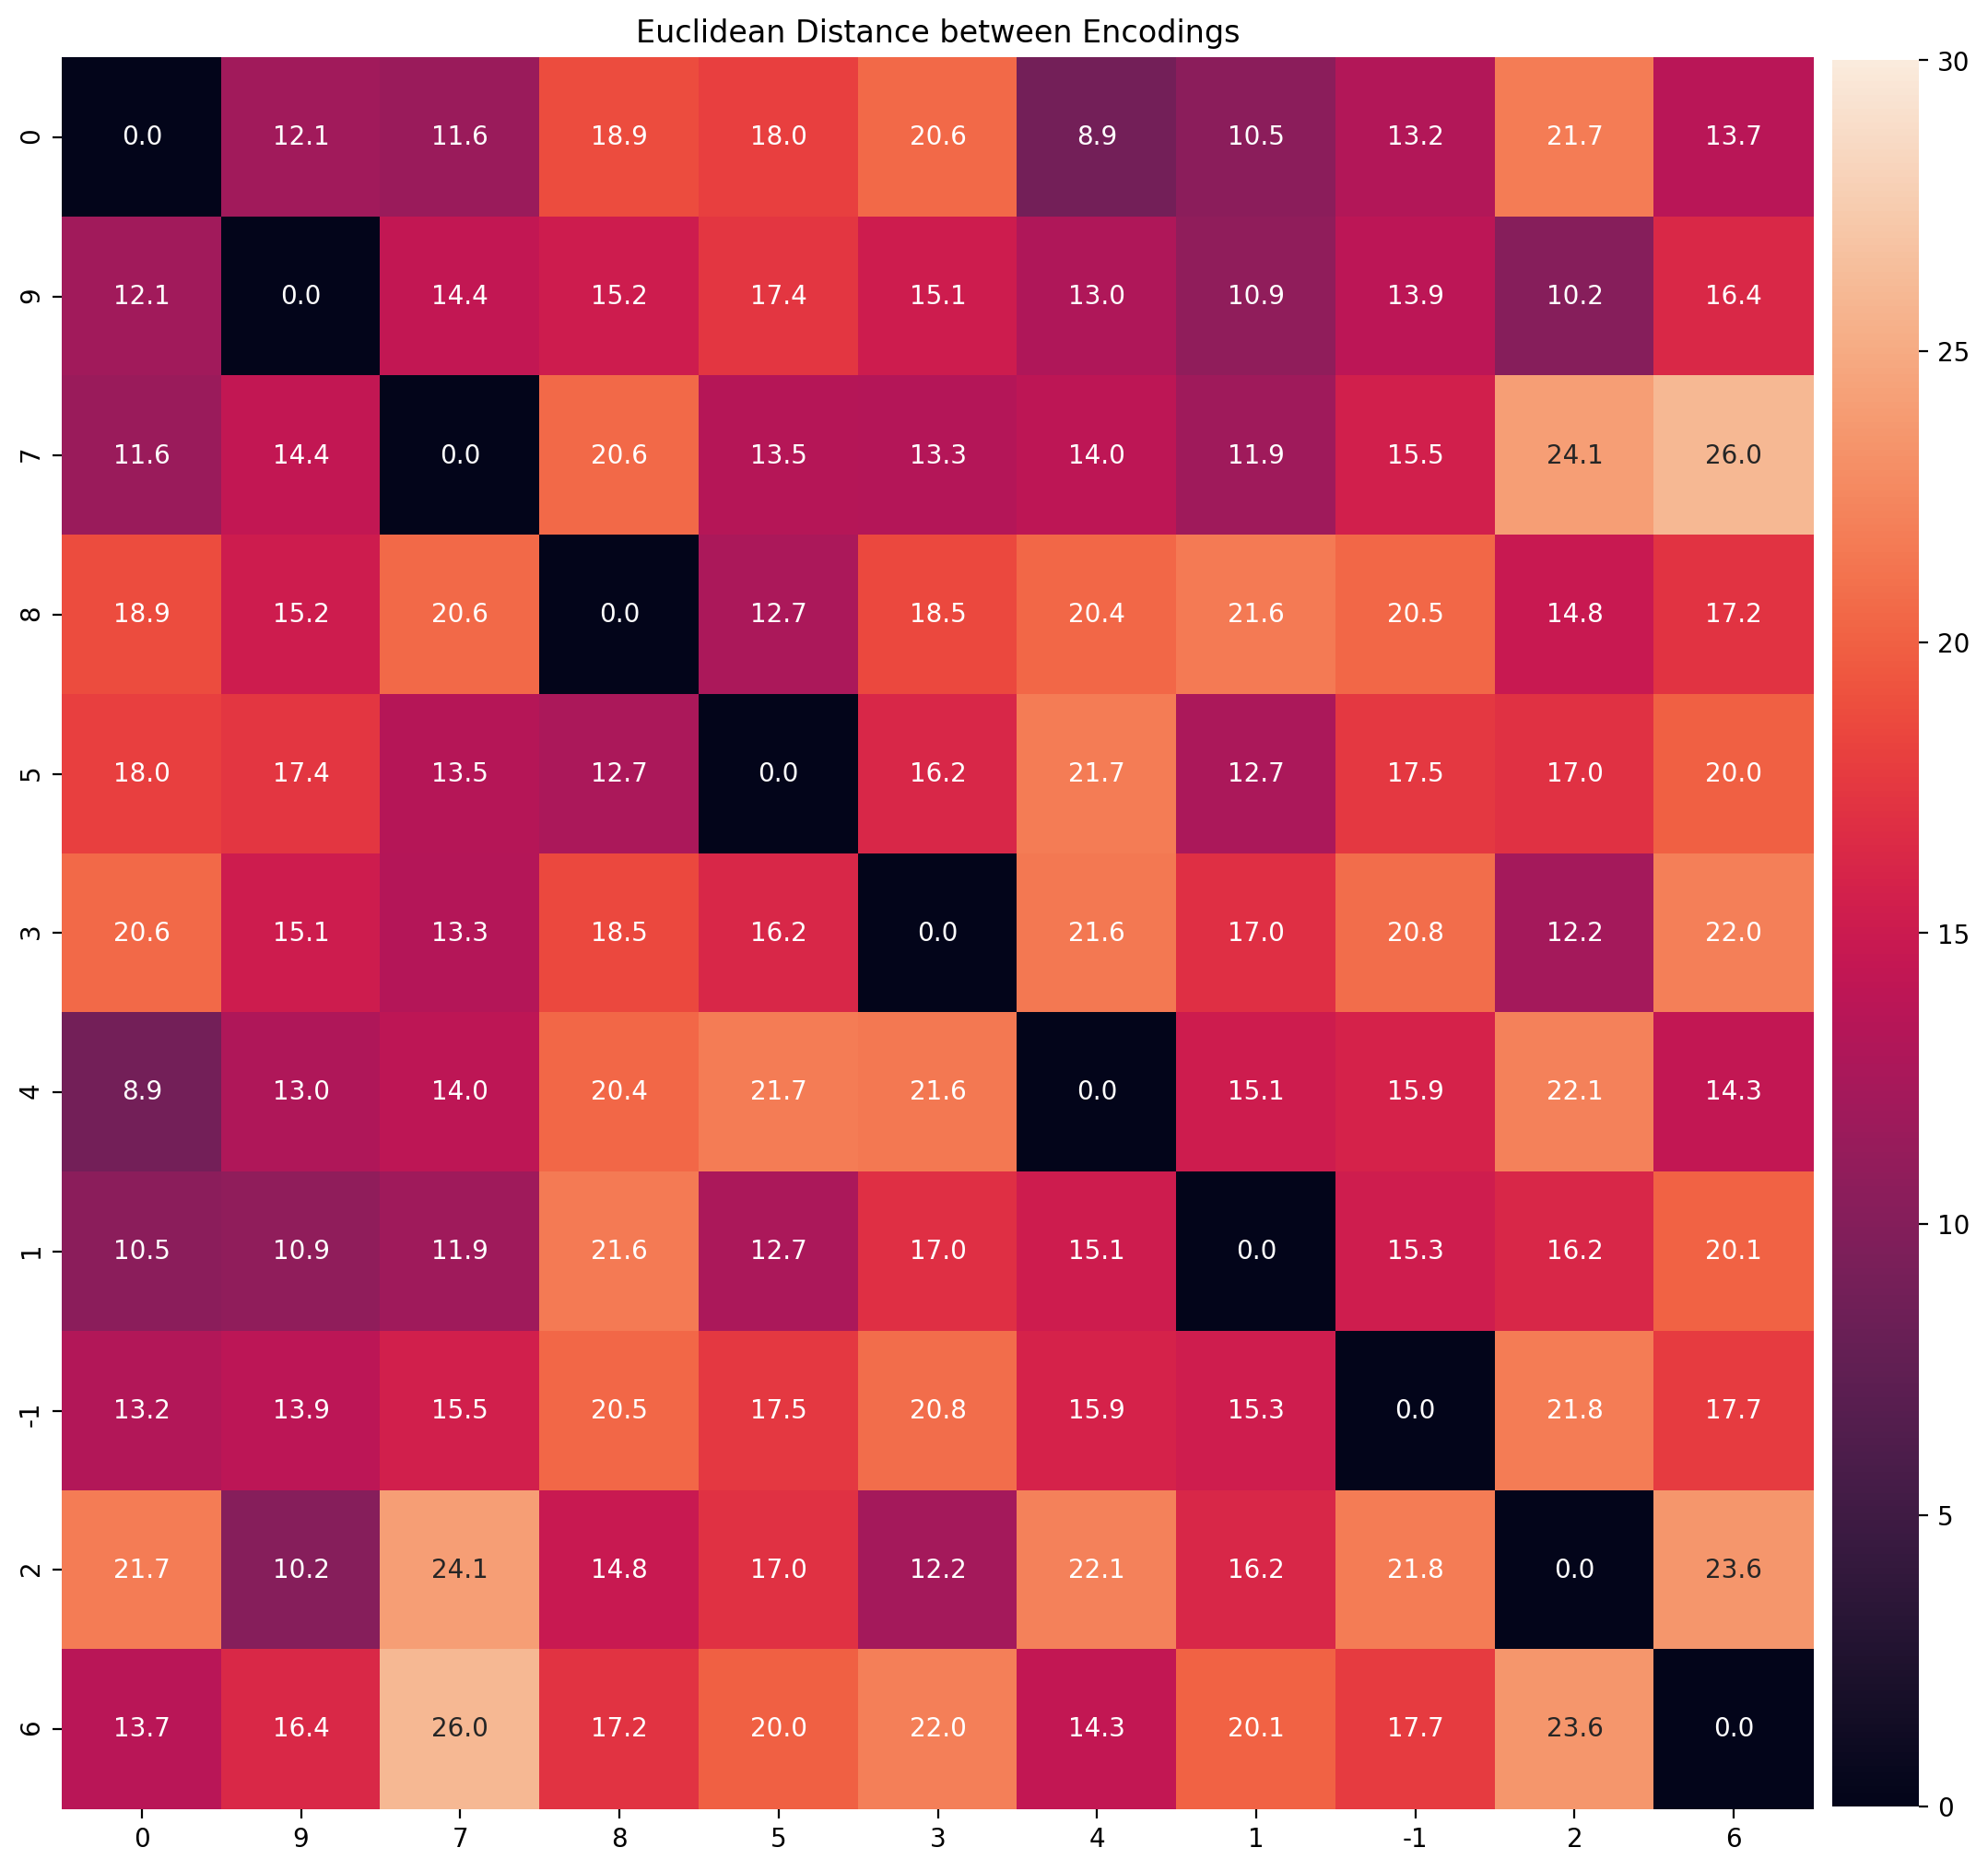 Euclidean Distance between Encodings
0 0.0 12.1 11.6 18.9 18.0 20.6 8.9 10.5 13.2 21.7 13.7
9 12.1 0.0 14.4 15.2 17.4 15.1 13.0 10.9 13.9 10.2 16.4
7 11.6 14.4 0.0 20.6 13.5 13.3 14.0 11.9 15.5 24.1 26.0
8 18.9 15.2 20.6 0.0 12.7 18.5 20.4 21.6 20.5 14.8 17.2
5 18.0 17.4 13.5 12.7 0.0 16.2 21.7 12.7 17.5 17.0 20.0
3 20.6 15.1 13.3 18.5 16.2 0.0 21.6 17.0 20.8 12.2 22.0
4 8.9 13.0 14.0 20.4 21.7 21.6 0.0 15.1 15.9 22.1 14.3
1 10.5 10.9 11.9 21.6 12.7 17.0 15.1 0.0 15.3 16.2 20.1
-1 13.2 13.9 15.5 20.5 17.5 20.8 15.9 15.3 0.0 21.8 17.7
2 21.7 10.2 24.1 14.8 17.0 12.2 22.1 16.2 21.8 0.0 23.6
6 13.7 16.4 26.0 17.2 20.0 22.0 14.3 20.1 17.7 23.6 0.0
0 9 7 8 5 3 4 1 -1 2 6
30
25
20
15
10
5
0